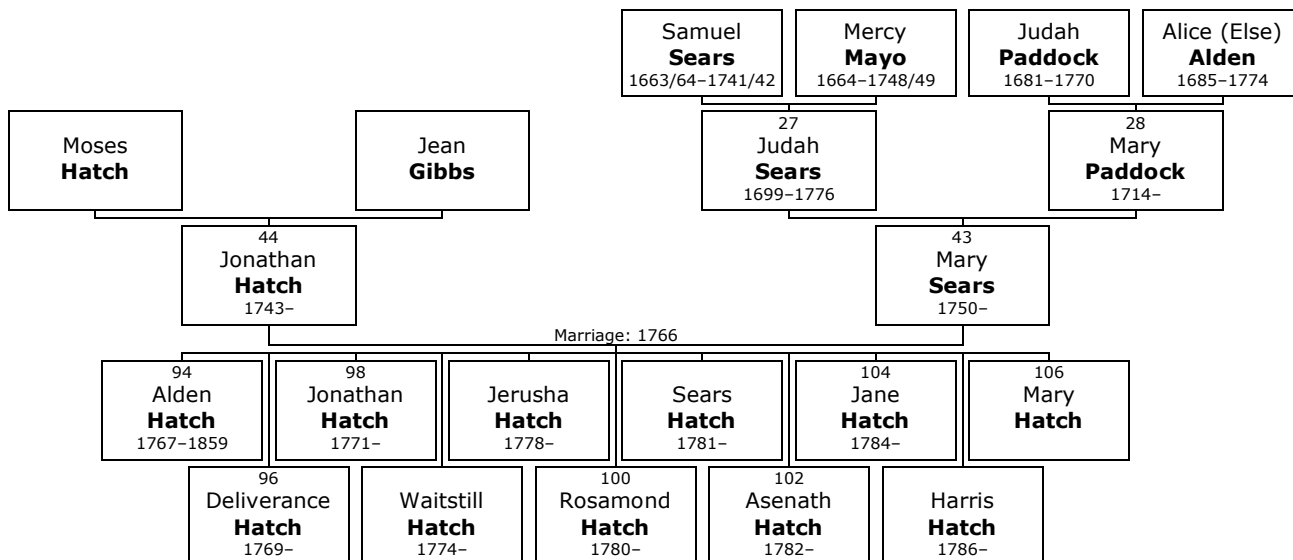 Samuel
Sears
1663/64–1741/42
Mercy
Mayo
1664–1748/49
Judah
Paddock
1681–1770
Alice (Else)
Alden
1685–1774
Moses
Hatch
Jean
Gibbs
27
Judah
Sears
1699–1776
28
Mary
Paddock
1714–
44
Jonathan
Hatch
1743–
43
Mary
Sears
1750–
Marriage: 1766
94
Alden
Hatch
1767–1859
98
Jonathan
Hatch
1771–
Jerusha
Hatch
1778–
Sears
Hatch
1781–
104
Jane
Hatch
1784–
106
Mary
Hatch
96
Deliverance
Hatch
1769–
Waitstill
Hatch
1774–
100
Rosamond
Hatch
1780–
102
Asenath
Hatch
1782–
Harris
Hatch
1786–